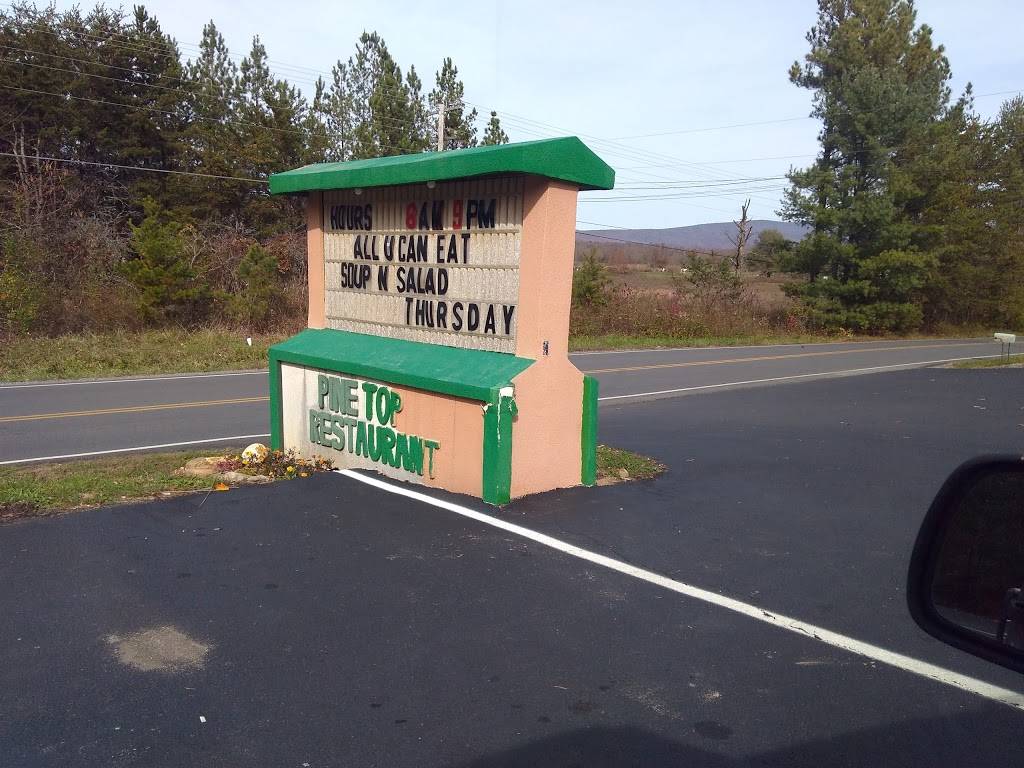 HOURS 8AM 9PM
ALL U CAN EAT
SOUP N SALAD
THURSDAY
PINE TOP
RESTAURANT